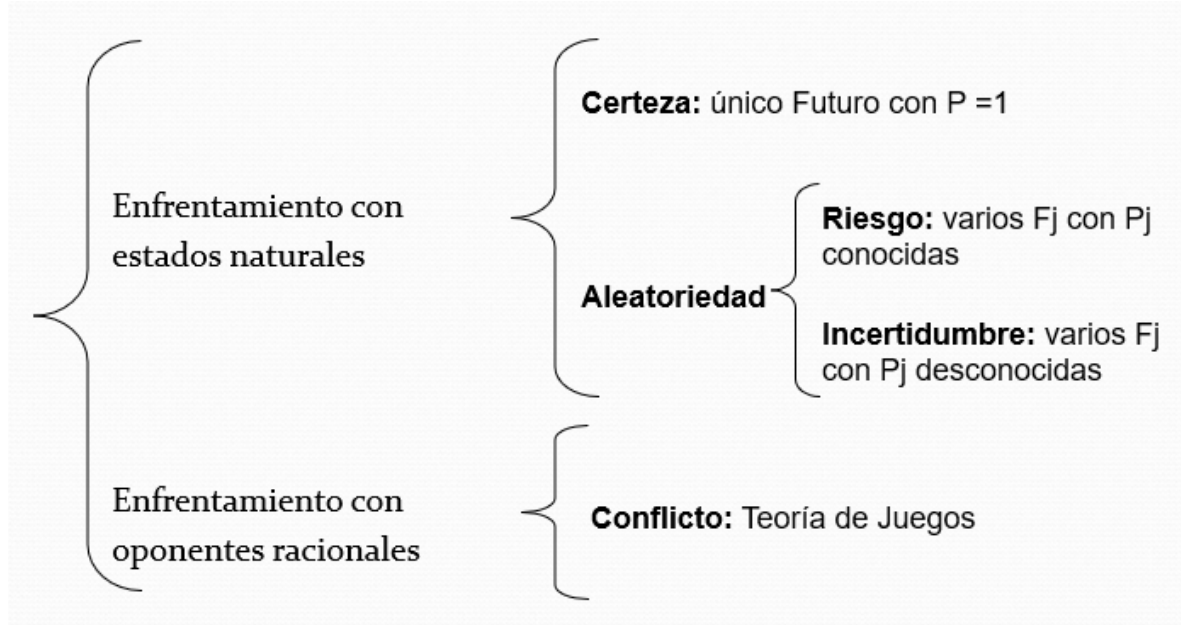 Certeza: único Futuro con P =1
Enfrentamiento con
estados naturales
Riesgo: varios Fj con Pj
conocidas
Aleatoriedad
Incertidumbre: varios Fj
con Pj desconocidas
Enfrentamiento con
oponentes racionales
Conflicto: Teoría de Juegos